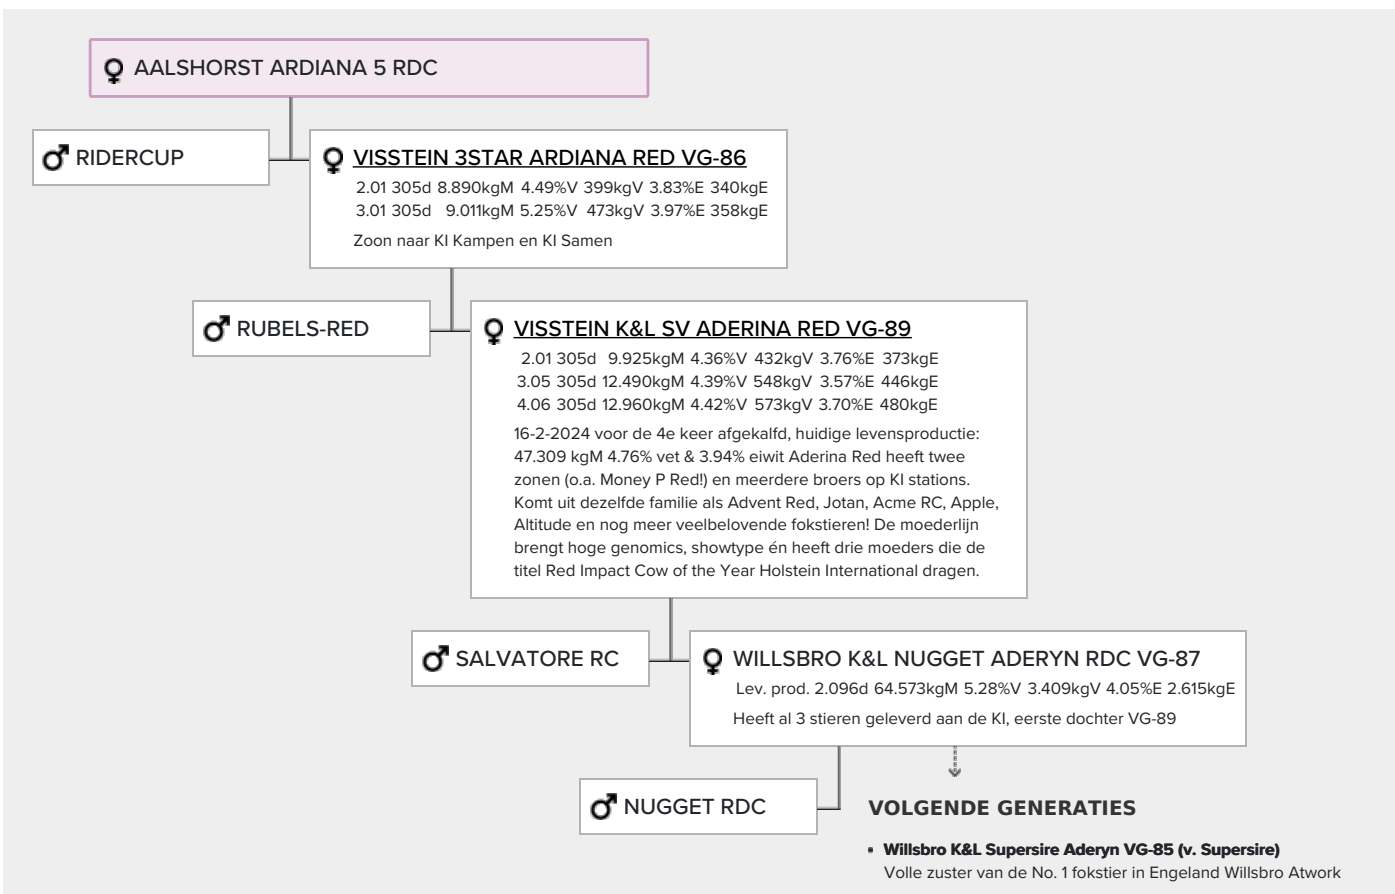 AALSHORST ARDIANA 5 RDC
RIDERCUP
VISSTEIN 3STAR ARDIANA RED VG-86
2.01 305d 8.890kgM 4.49%V 399kgV 3.83%E 340kgE
3.01 305d 9.011kgM 5.25%V 473kgV 3.97%E 358kgE
Zoon naar KI Kampen en KI Samen
RUBELS-RED
VISSTEIN K&L SV ADERINA RED VG-89
2.01 305d 9.925kgM 4.36%V 432kgV 3.76%E 373kgE
3.05 305d 12.490kgM 4.39%V 548kgV 3.57%E 446kgE
4.06 305d 12.960kgM 4.42%V 573kgV 3.70%E 480kgE
16-2-2024 voor de 4e keer afgekalfd, huidige levensproductie:
47.309 kgM 4.76% vet & 3.94% eiwit Aderina Red heeft twee
zonen (o.a. Money P Red!) en meerdere broers op KI stations.
Komt uit dezelfde familie als Advent Red, Jotan, Acme RC, Apple,
Altitude en nog meer veelbelovende fokstieren! De moederlijn
brengt hoge genomics, showtype én heeft drie moeders die de
titel Red Impact Cow of the Year Holstein International dragen.
SALVATORE RC
WILLSBRO K&L NUGGET ADERYN RDC VG-87
Lev. prod. 2.096d 64.573kgM 5.28%V 3.409kgV 4.05%E 2.615kgE
Heeft al 3 stieren geleverd aan de KI, eerste dochter VG-89
NUGGET RDC
VOLGENDE GENERATIES
• Willsbro K&L Supersire Aderyn VG-85 (v. Supersire)
Volle zuster van de No. 1 fokstier in Engeland Willsbro Atwork